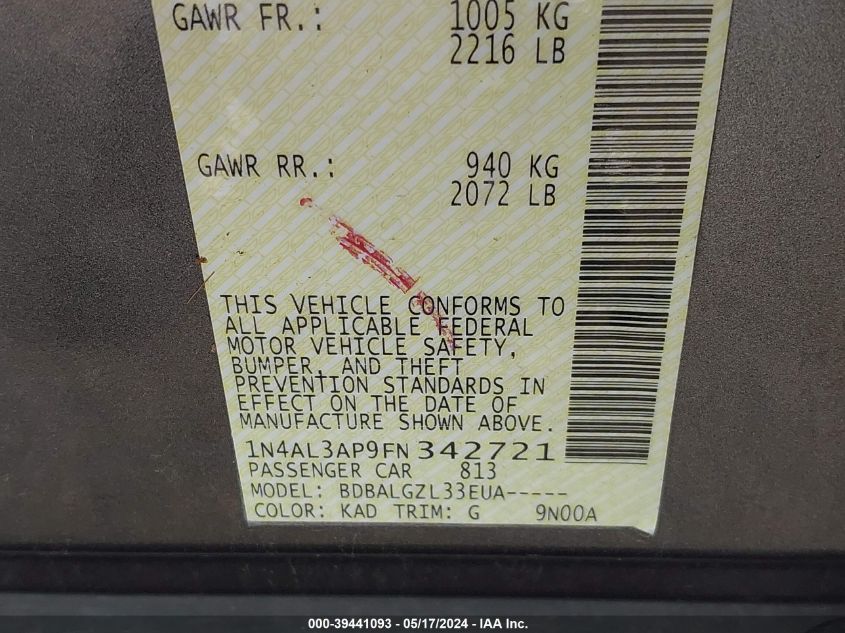 GAWR FR.: 1005 KG
2216 LB
GAWR RR.: 940 KG
2072 LB
THIS VEHICLE CONFORMS TO
ALL APPLICABLE FEDERAL
MOTOR VEHICLE SAFETY,
BUMPER, AND THEFT
PREVENTION STANDARDS IN
EFFECT ON THE DATE OF
MANUFACTURE SHOWN ABOVE.
1N4AL3AP9FN 342721
PASSENGER CAR 813
MODEL: BDBALGZL33EUA-----
COLOR: KAD TRIM: G 9N00A
000-39441093 - 05/17/2024 - IAA Inc.